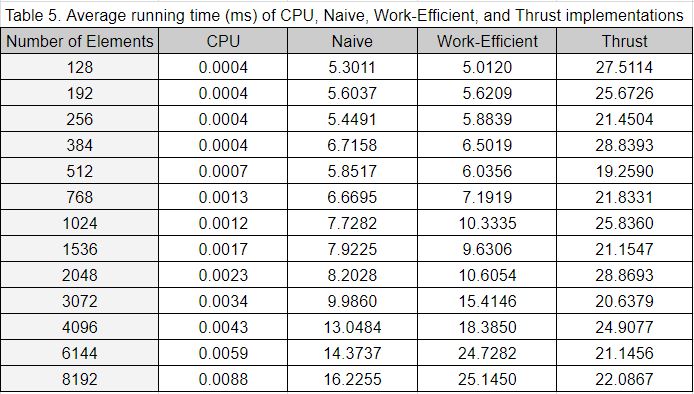 Table 5. Average running time (ms) of CPU, Naive, Work-Efficient, and Thrust implementations
Number of Elements CPU Naive Work-Efficient Thrust
128 0.0004 5.3011 5.0120 27.5114
192 0.0004 5.6037 5.6209 25.6726
256 0.0004 5.4491 5.8839 21.4504
384 0.0004 6.7158 6.5019 28.8393
512 0.0007 5.8517 6.0356 19.2590
768 0.0013 6.6695 7.1919 21.8331
1024 0.0012 7.7282 10.3335 25.8360
1536 0.0017 7.9225 9.6306 21.1547
2048 0.0023 8.2028 10.6054 28.8693
3072 0.0034 9.9860 15.4146 20.6379
4096 0.0043 13.0484 18.3850 24.9077
6144 0.0059 14.3737 24.7282 21.1456
8192 0.0088 16.2255 25.1450 22.0867